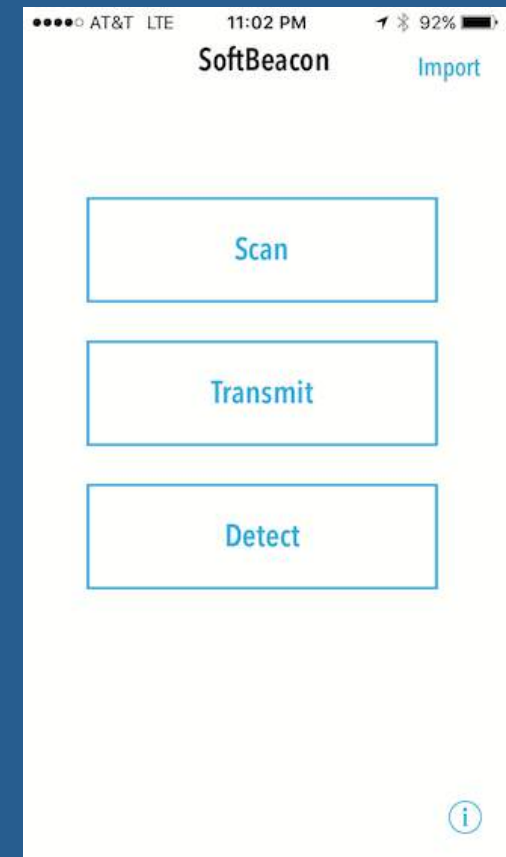 AT&T LTE 11:02 PM 92%
SoftBeacon Import
Scan
Transmit
Detect
i